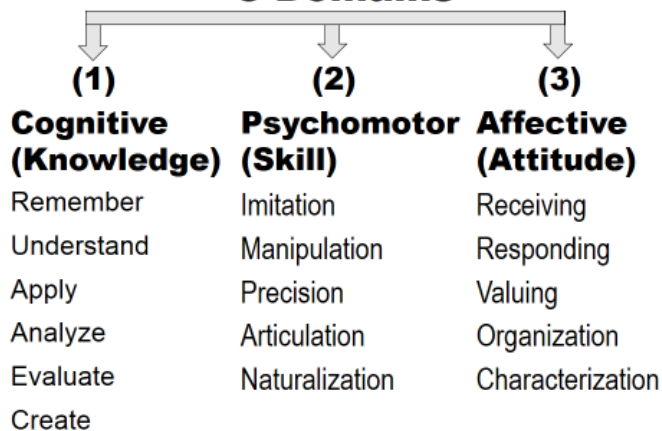 (1)
Cognitive
(Knowledge)
Remember
Understand
Apply
Analyze
Evaluate
Create
(2)
Psychomotor
(Skill)
Imitation
Manipulation
Precision
Articulation
Naturalization
(3)
Affective
(Attitude)
Receiving
Responding
Valuing
Organization
Characterization